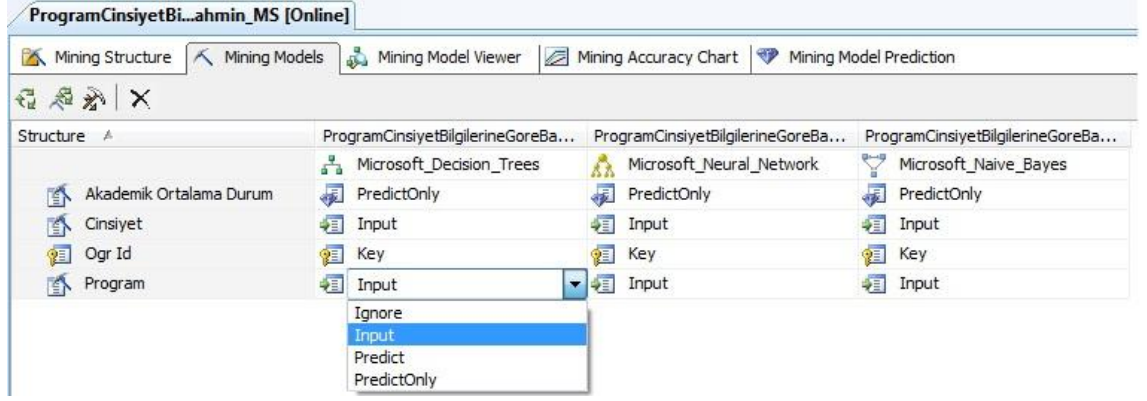 ProgramCinsiyetBi...ahmin_MS [Online]
Mining Structure Mining Models Mining Model Viewer Mining Accuracy Chart Mining Model Prediction
Structure ProgramCinsiyetBilgilerineGoreBa... ProgramCinsiyetBilgilerineGoreBa... ProgramCinsiyetBilgilerineGoreBa...
Microsoft_Decision_Trees Microsoft_Neural_Network Microsoft_Naive_Bayes
Akademik Ortalama Durum PredictOnly PredictOnly PredictOnly
Cinsiyet Input Input Input
Ogr Id Key Key Key
Program Input Input Input
Ignore
Input
Predict
PredictOnly